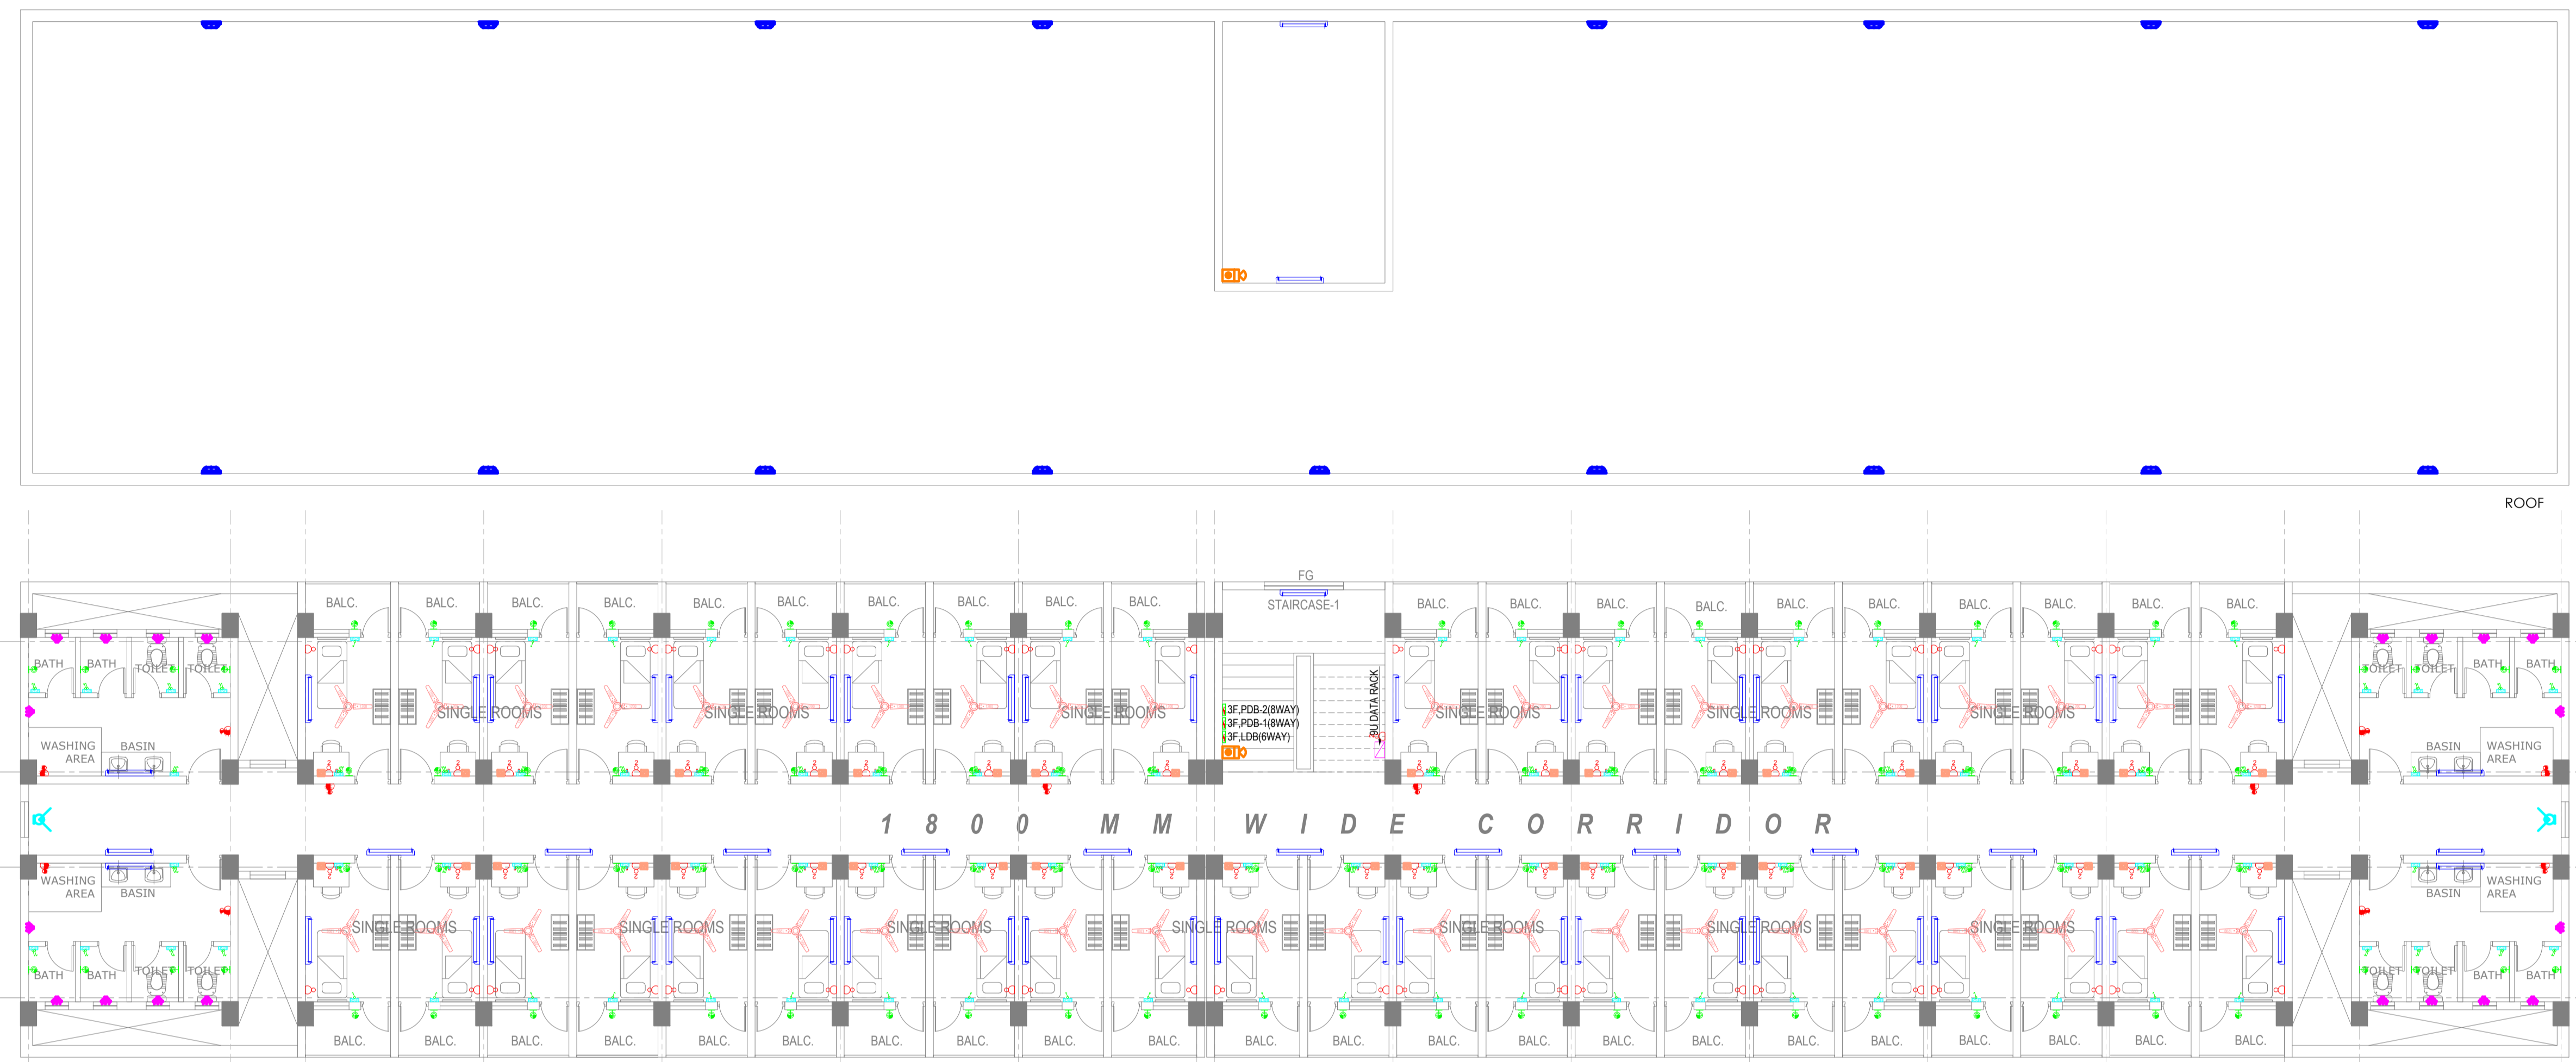 ROOF
FG
BALC. BALC. BALC. BALC. BALC. BALC. BALC. BALC. BALC. BALC. STAIRCASE-1 BALC. BALC. BALC. BALC. BALC. BALC. BALC. BALC. BALC. BALC.
BATH BATH TOILET TOILET TOILET TOILET BATH BATH
SINGLE ROOMS SINGLE ROOMS SINGLE ROOMS SINGLE ROOMS SINGLE ROOMS SINGLE ROOMS
3F,PDB-2(8WAY)
3F,PDB-1(8WAY)
3F,LDB(6WAY)
9U DATA RACK
WASHING AREA
BASIN
BASIN
WASHING AREA
1800 MM WIDE CORRIDOR
WASHING AREA
BASIN
BASIN
WASHING AREA
SINGLE ROOMS SINGLE ROOMS SINGLE ROOMS SINGLE ROOMS SINGLE ROOMS SINGLE ROOMS SINGLE ROOMS
BATH BATH TOILET TOILET TOILET TOILET BATH BATH
BALC. BALC. BALC. BALC. BALC. BALC. BALC. BALC. BALC. BALC. BALC. BALC. BALC. BALC. BALC. BALC. BALC. BALC. BALC. BALC. BALC. BALC.